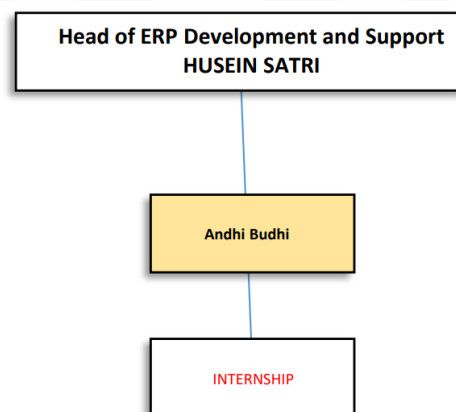 Head of ERP Development and Support
HUSEIN SATRI
Andhi Budhi
INTERNSHIP